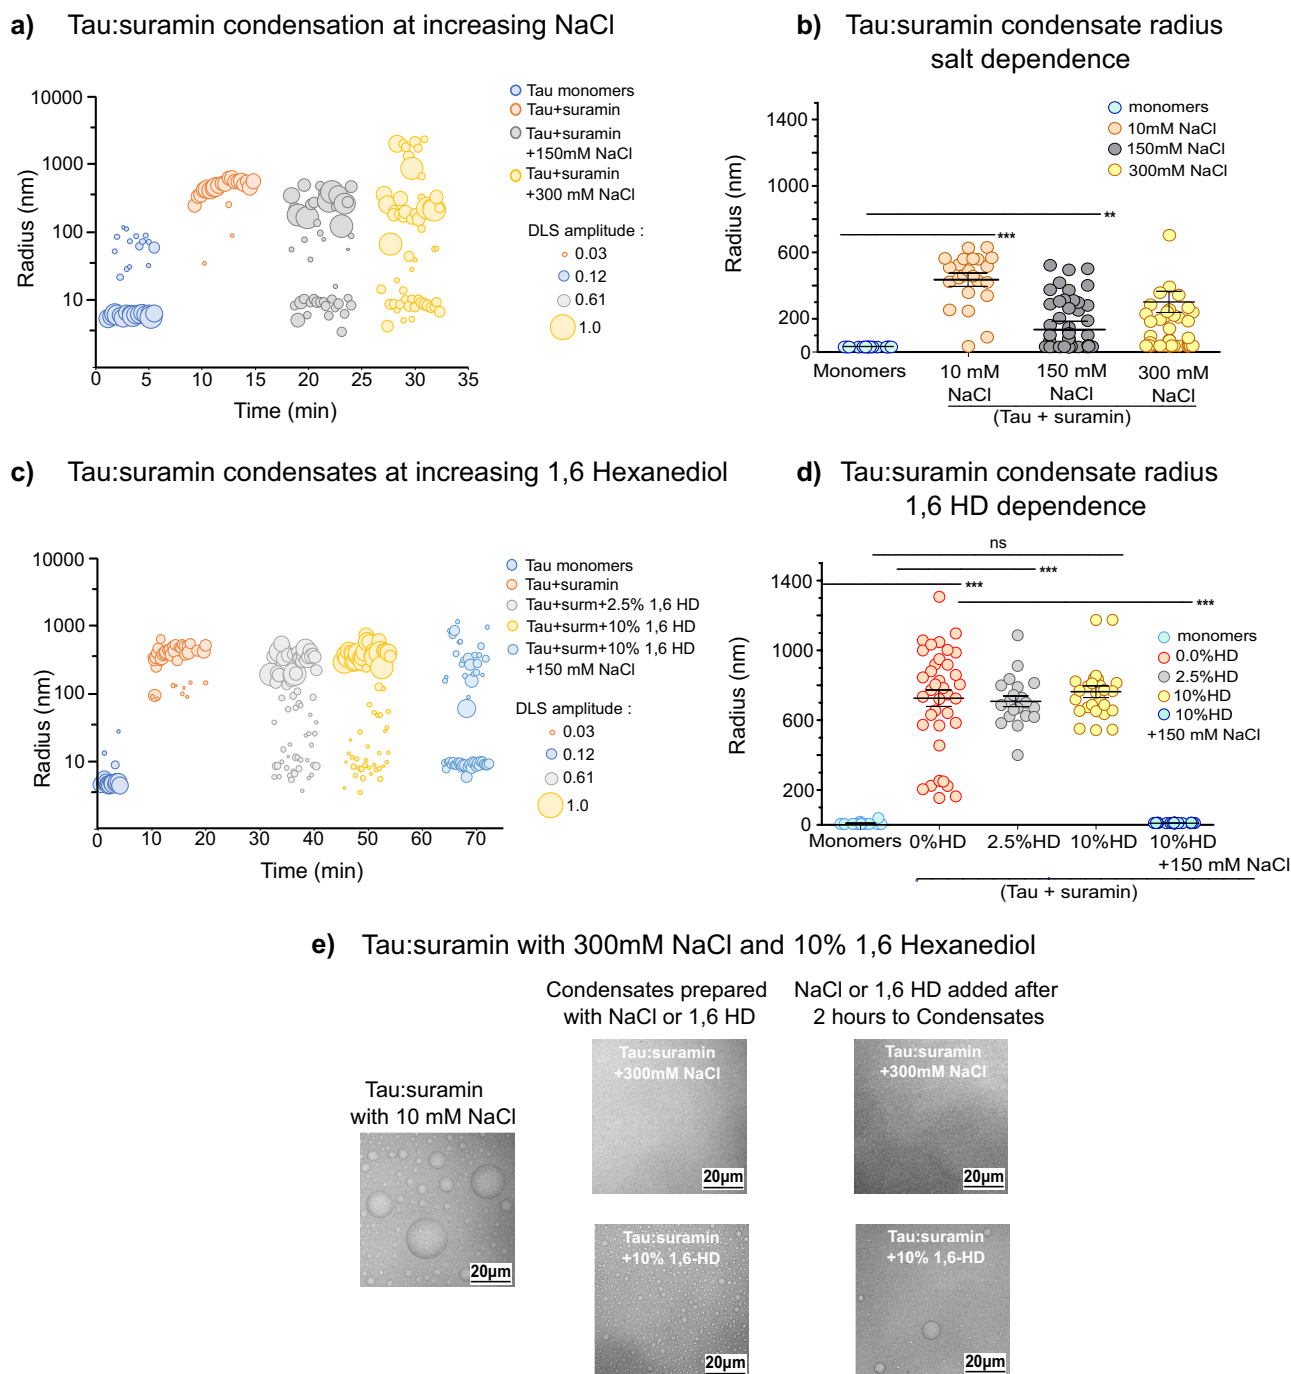 a) Tau:suramin condensation at increasing NaCl
Radius (nm)
10000
1000
100
10
0 5 10 15 20 25 30 35
Time (min)
Tau monomers
Tau+suramin
Tau+suramin
+150mM NaCl
Tau+suramin
+300 mM NaCl
DLS amplitude :
0.03
0.12
0.61
1.0
b) Tau:suramin condensate radius
salt dependence
Radius (nm)
1400
1000
600
200
0
monomers
10mM NaCl
150mM NaCl
300mM NaCl
**
***
Monomers
10 mM
NaCl
150 mM
NaCl
300 mM
NaCl
(Tau + suramin)
c) Tau:suramin condensates at increasing 1,6 Hexanediol
Radius (nm)
10000
1000
100
10
0 10 20 30 40 50 60 70
Time (min)
Tau monomers
Tau+suramin
Tau+surm+2.5% 1,6 HD
Tau+surm+10% 1,6 HD
Tau+surm+10% 1,6 HD
+150 mM NaCl
DLS amplitude :
0.03
0.12
0.61
1.0
d) Tau:suramin condensate radius
1,6 HD dependence
Radius (nm)
1400
1000
600
200
0
ns
***
***
***
monomers
0.0%HD
2.5%HD
10%HD
10%HD
+150 mM NaCl
Monomers 0%HD 2.5%HD 10%HD 10%HD
+150 mM NaCl
(Tau + suramin)
e) Tau:suramin with 300mM NaCl and 10% 1,6 Hexanediol
Condensates prepared
with NaCl or 1,6 HD
NaCl or 1,6 HD added after
2 hours to Condensates
Tau:suramin
with 10 mM NaCl
20µm
Tau:suramin
+300mM NaCl
20µm
Tau:suramin
+300mM NaCl
20µm
Tau:suramin
+10% 1,6-HD
20µm
Tau:suramin
+10% 1,6-HD
20µm